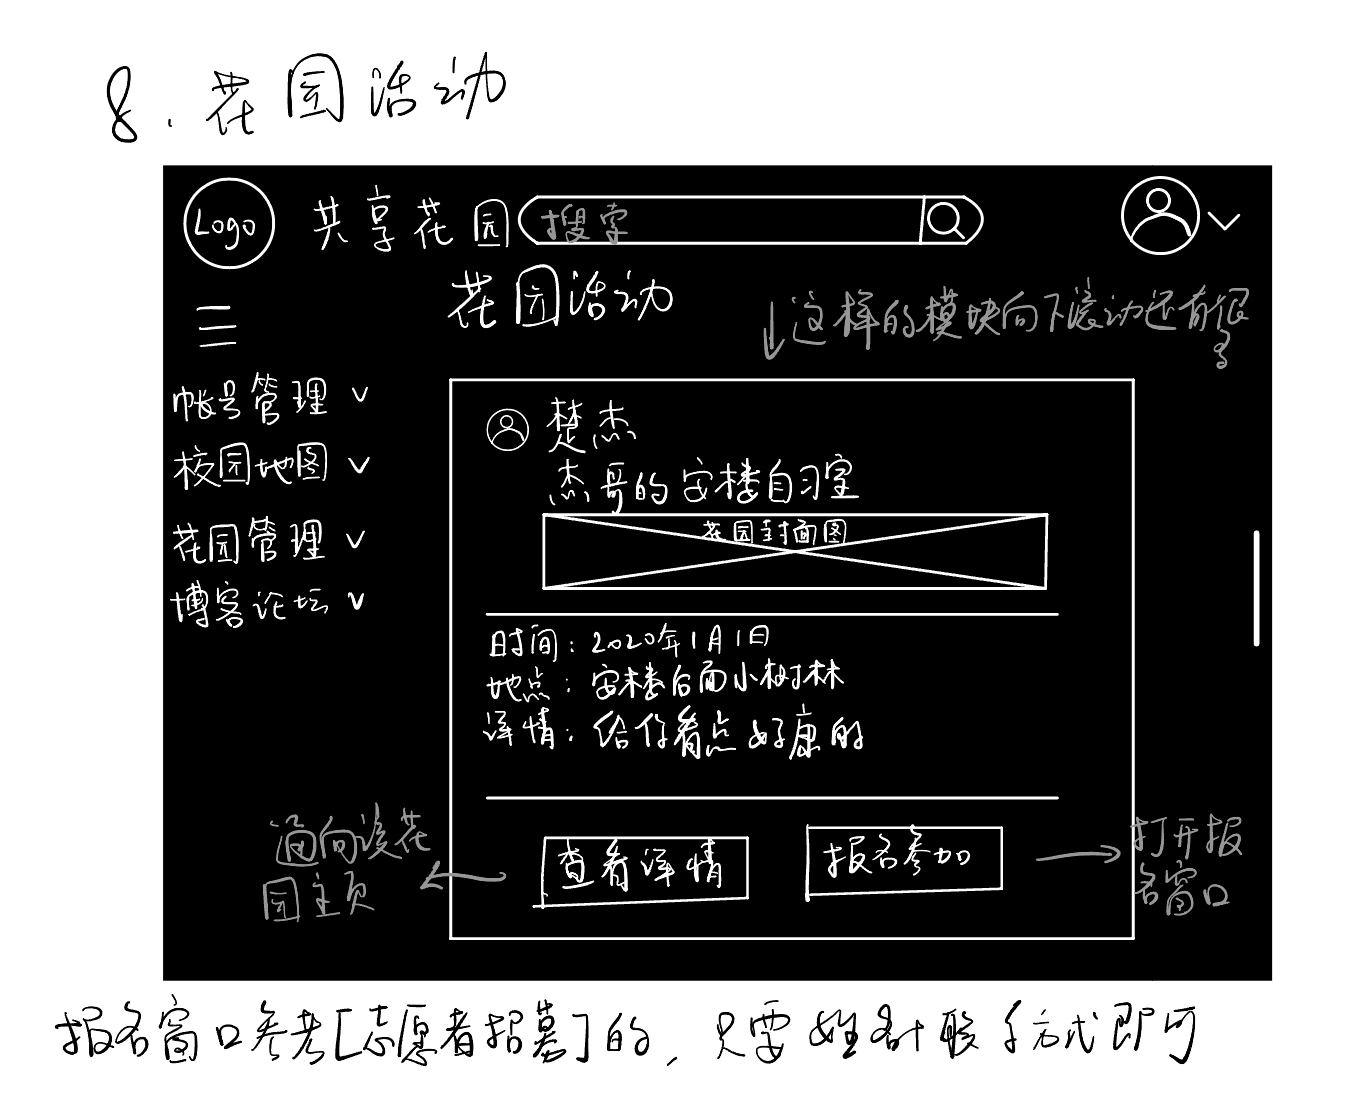 8. 花园活动
Logo 共享花园 搜索
花园活动
↓这样的模块向下滚动还有很多
帐号管理
校园地图
花园管理
博客论坛
楚杰
杰哥的安楼自习室
花园封面图
时间：2020年1月1日
地点：安楼后面小树林
详情：给你看点好康的
通向该花
园主页
查看详情
报名参加
打开报
名窗口
报名窗口参考[志愿者招募]的，只要姓名+联系方式即可